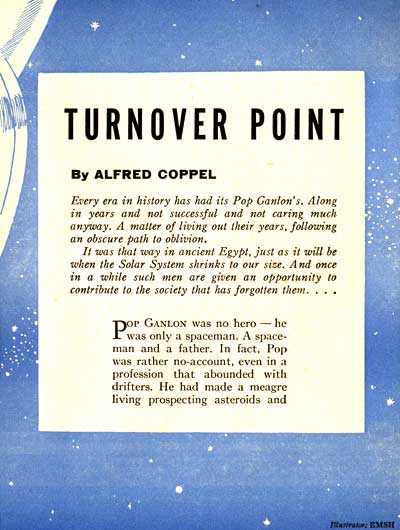 TURNOVER POINT
By ALFRED COPPEL
Every era in history has had its Pop Ganlon's. Along
in years and not successful and not caring much
anyway. A matter of living out their years, following
an obscure path to oblivion.
It was that way in ancient Egypt, just as it will be
when the Solar System shrinks to our size. And once
in a while such men are given an opportunity to
contribute to the society that has forgotten them. . . .
POP GANLON was no hero — he
was only a spaceman. A space-
man and a father. In fact, Pop
was rather no-account, even in a
profession that abounded with
drifters. He had made a meagre
living prospecting asteroids and
Illustrator: EMSH